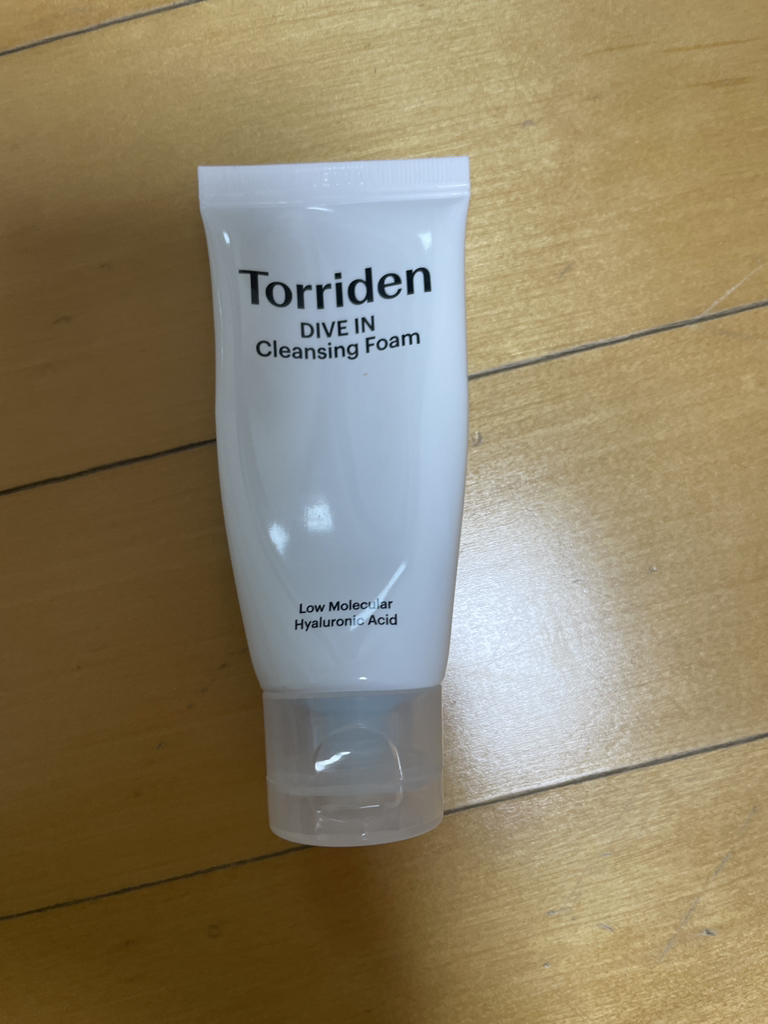 Torriden
DIVE IN
Cleansing Foam
Low Molecular
Hyaluronic Acid